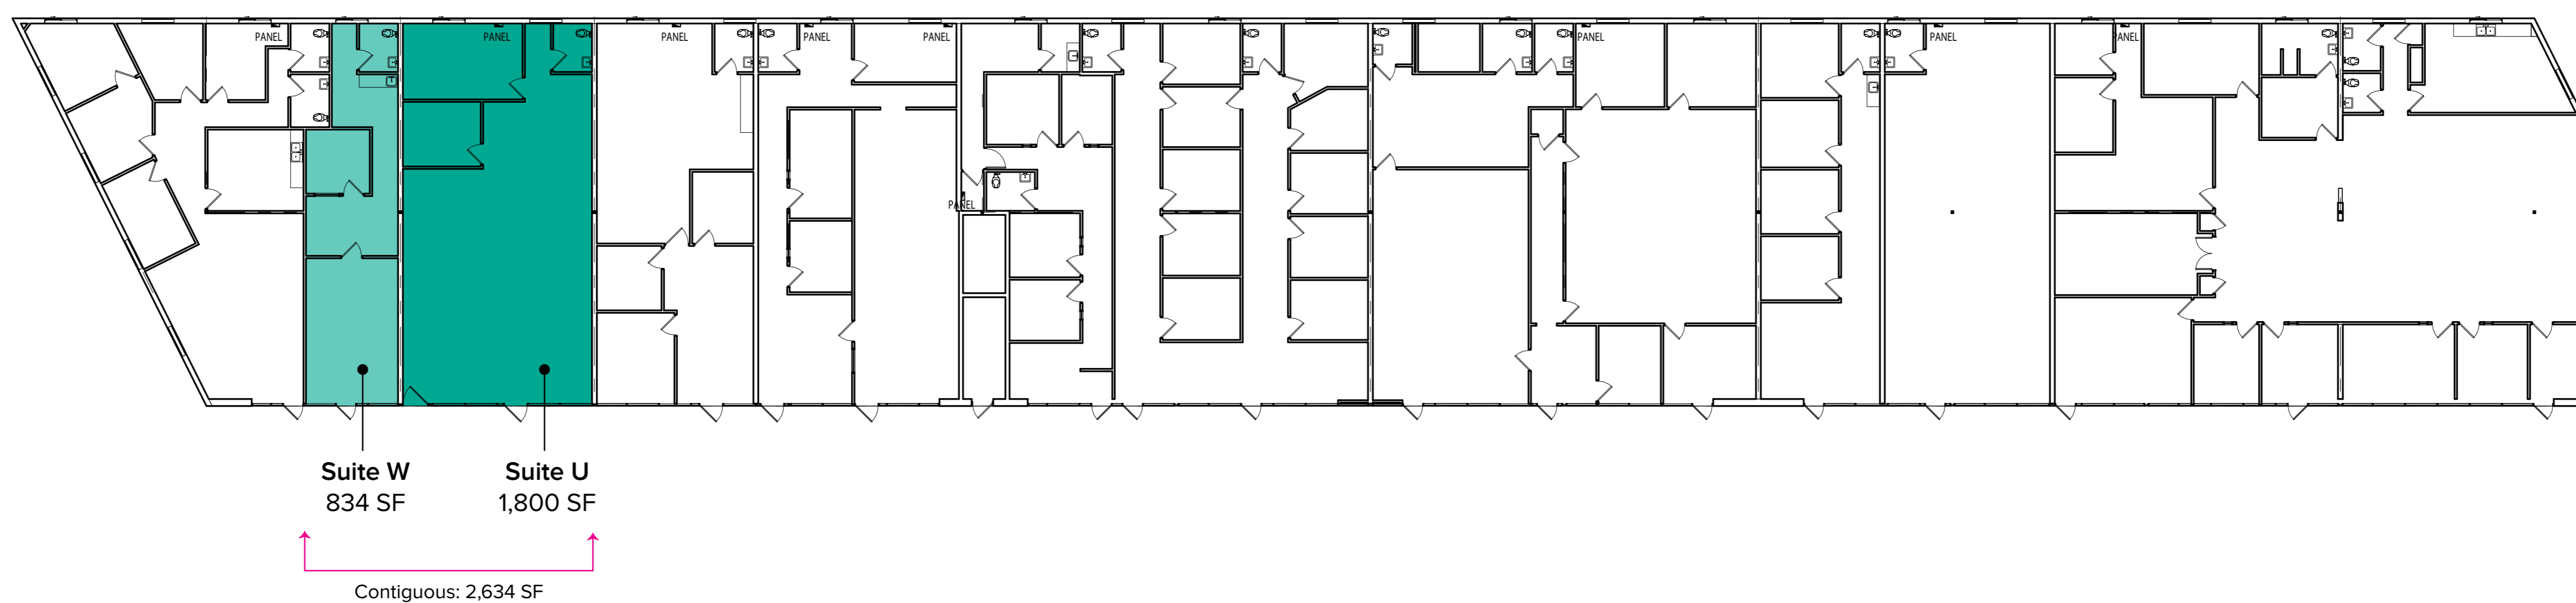 PANEL
PANEL
PANEL
PANEL
PANEL
PANEL
PANEL
PANEL
PANEL
Suite W
834 SF
Suite U
1,800 SF
Contiguous: 2,634 SF